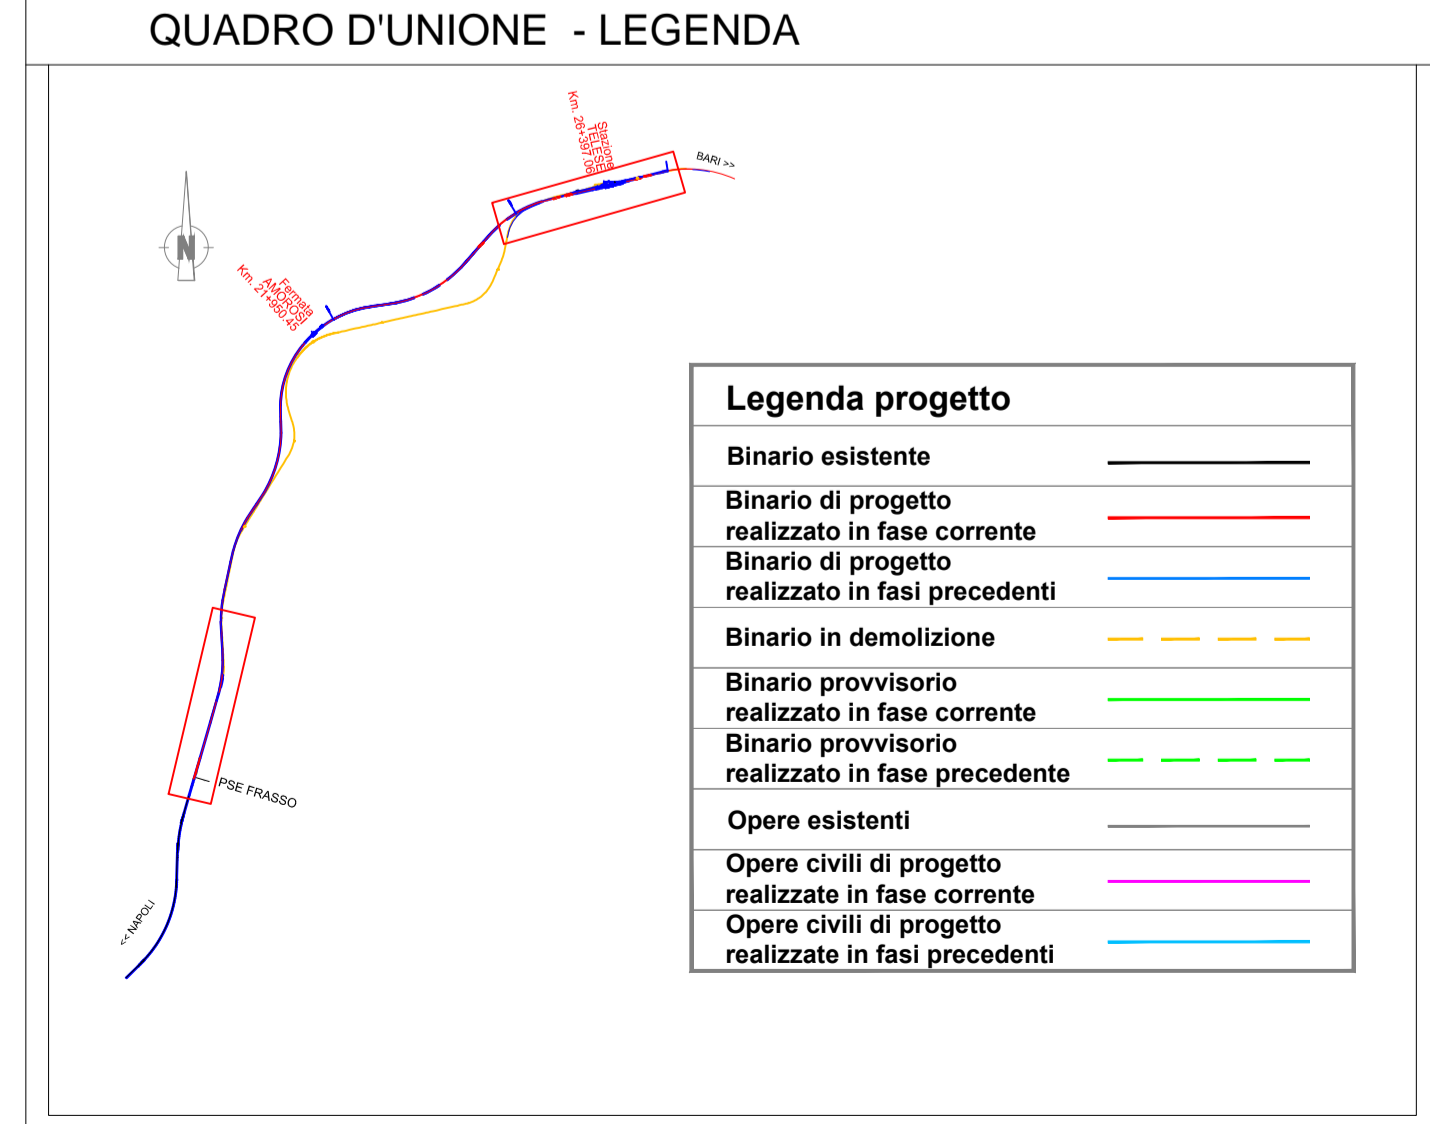 QUADRO D'UNIONE - LEGENDA
Stazione
TELESE
Km. 26+397.06
BARI >>
N
Fermata
AMOROSI
Km. 21+950.45
PSE FRASSO
<< NAPOLI
Legenda progetto
Binario esistente
Binario di progetto
realizzato in fase corrente
Binario di progetto
realizzato in fasi precedenti
Binario in demolizione
Binario provvisorio
realizzato in fase corrente
Binario provvisorio
realizzato in fase precedente
Opere esistenti
Opere civili di progetto
realizzate in fase corrente
Opere civili di progetto
realizzate in fasi precedenti